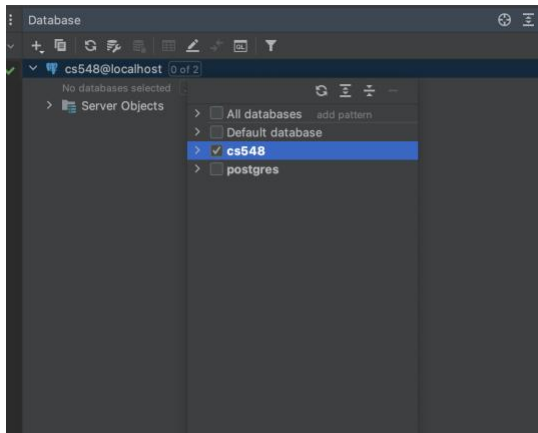 Database
QL
cs548@localhost 0 of 2
No databases selected
Server Objects
All databases add pattern
Default database
cs548
postgres